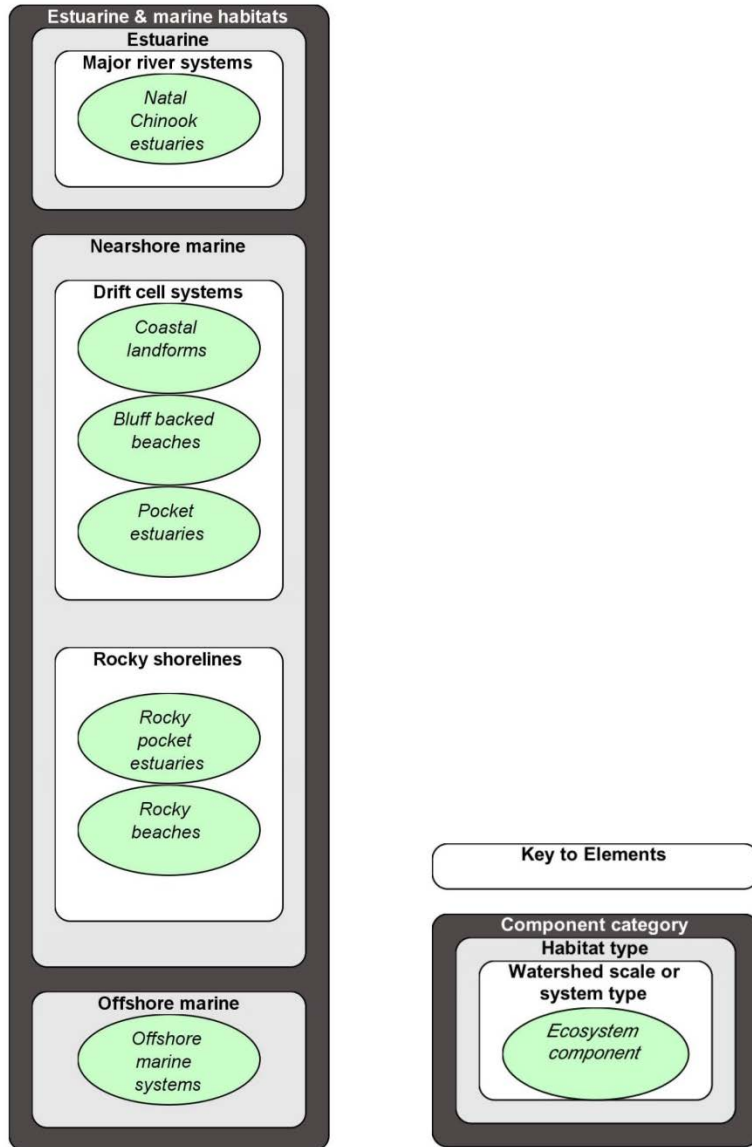 Estuarine & marine habitats
Estuarine
Major river systems
Natal
Chinook
estuaries
Nearshore marine
Drift cell systems
Coastal
landforms
Bluff backed
beaches
Pocket
estuaries
Rocky shorelines
Rocky
pocket
estuaries
Rocky
beaches
Offshore marine
Offshore
marine
systems
Key to Elements
Component category
Habitat type
Watershed scale or
system type
Ecosystem
component